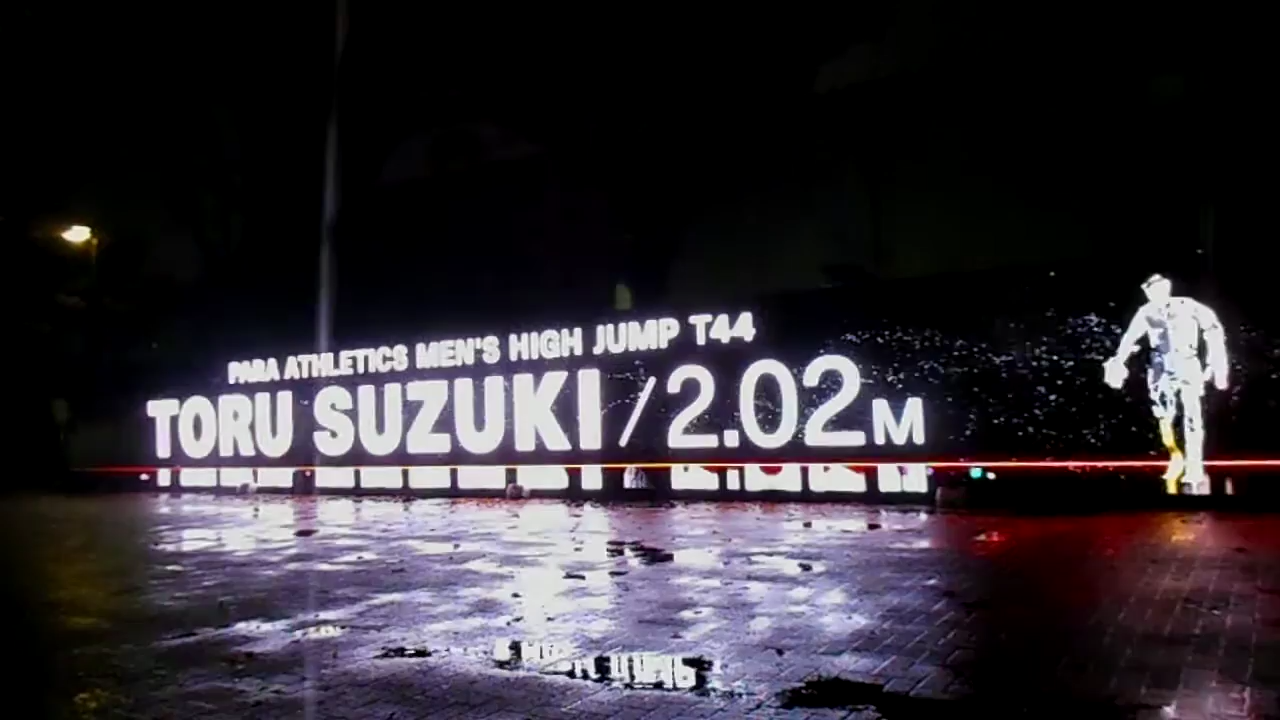 PARA ATHLETICS MEN'S HIGH JUMP T44
TORU SUZUKI / 2.02M